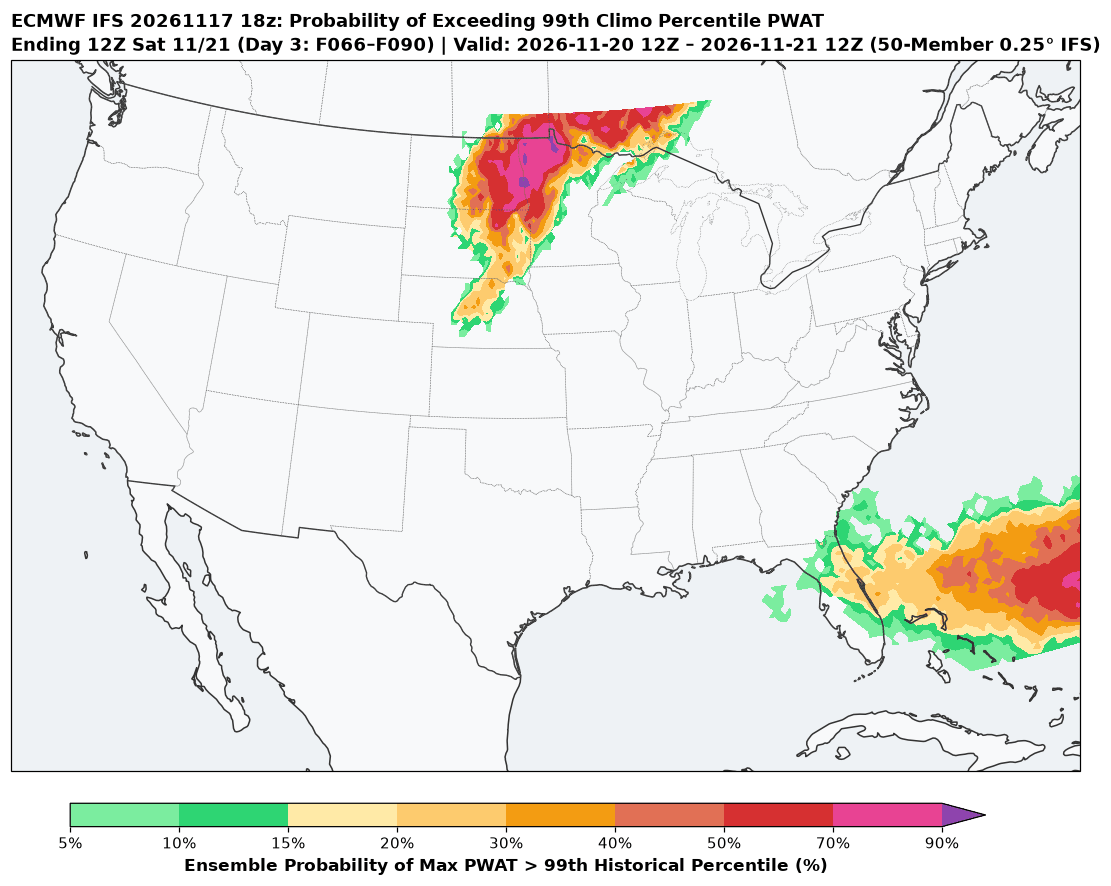 ECMWF IFS 20261117 18z: Probability of Exceeding 99th Climo Percentile PWAT
Ending 12Z Sat 11/21 (Day 3: F066–F090) | Valid: 2026-11-20 12Z – 2026-11-21 12Z (50-Member 0.25° IFS)
5% 10% 15% 20% 30% 40% 50% 70% 90%
Ensemble Probability of Max PWAT > 99th Historical Percentile (%)